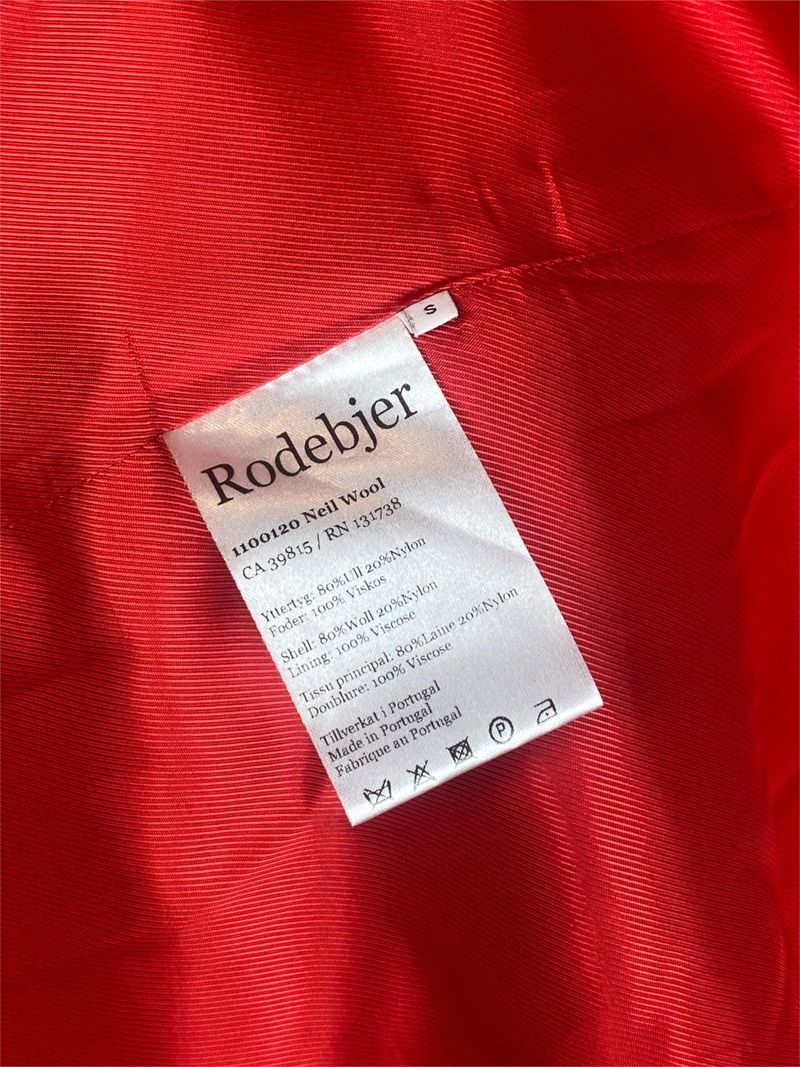 S
Rodebjer
1100120 Neil Wool
CA 39815 / RN 131738
Yttertyg: 80%Ull 20%Nylon
Foder: 100% Viskos
Shell: 80%Woll 20%Nylon
Lining: 100% Viscose
Tissu principal: 80%Laine 20%Nylon
Doublure: 100% Viscose
Tillverkat i Portugal
Made in Portugal
Fabrique au Portugal
P